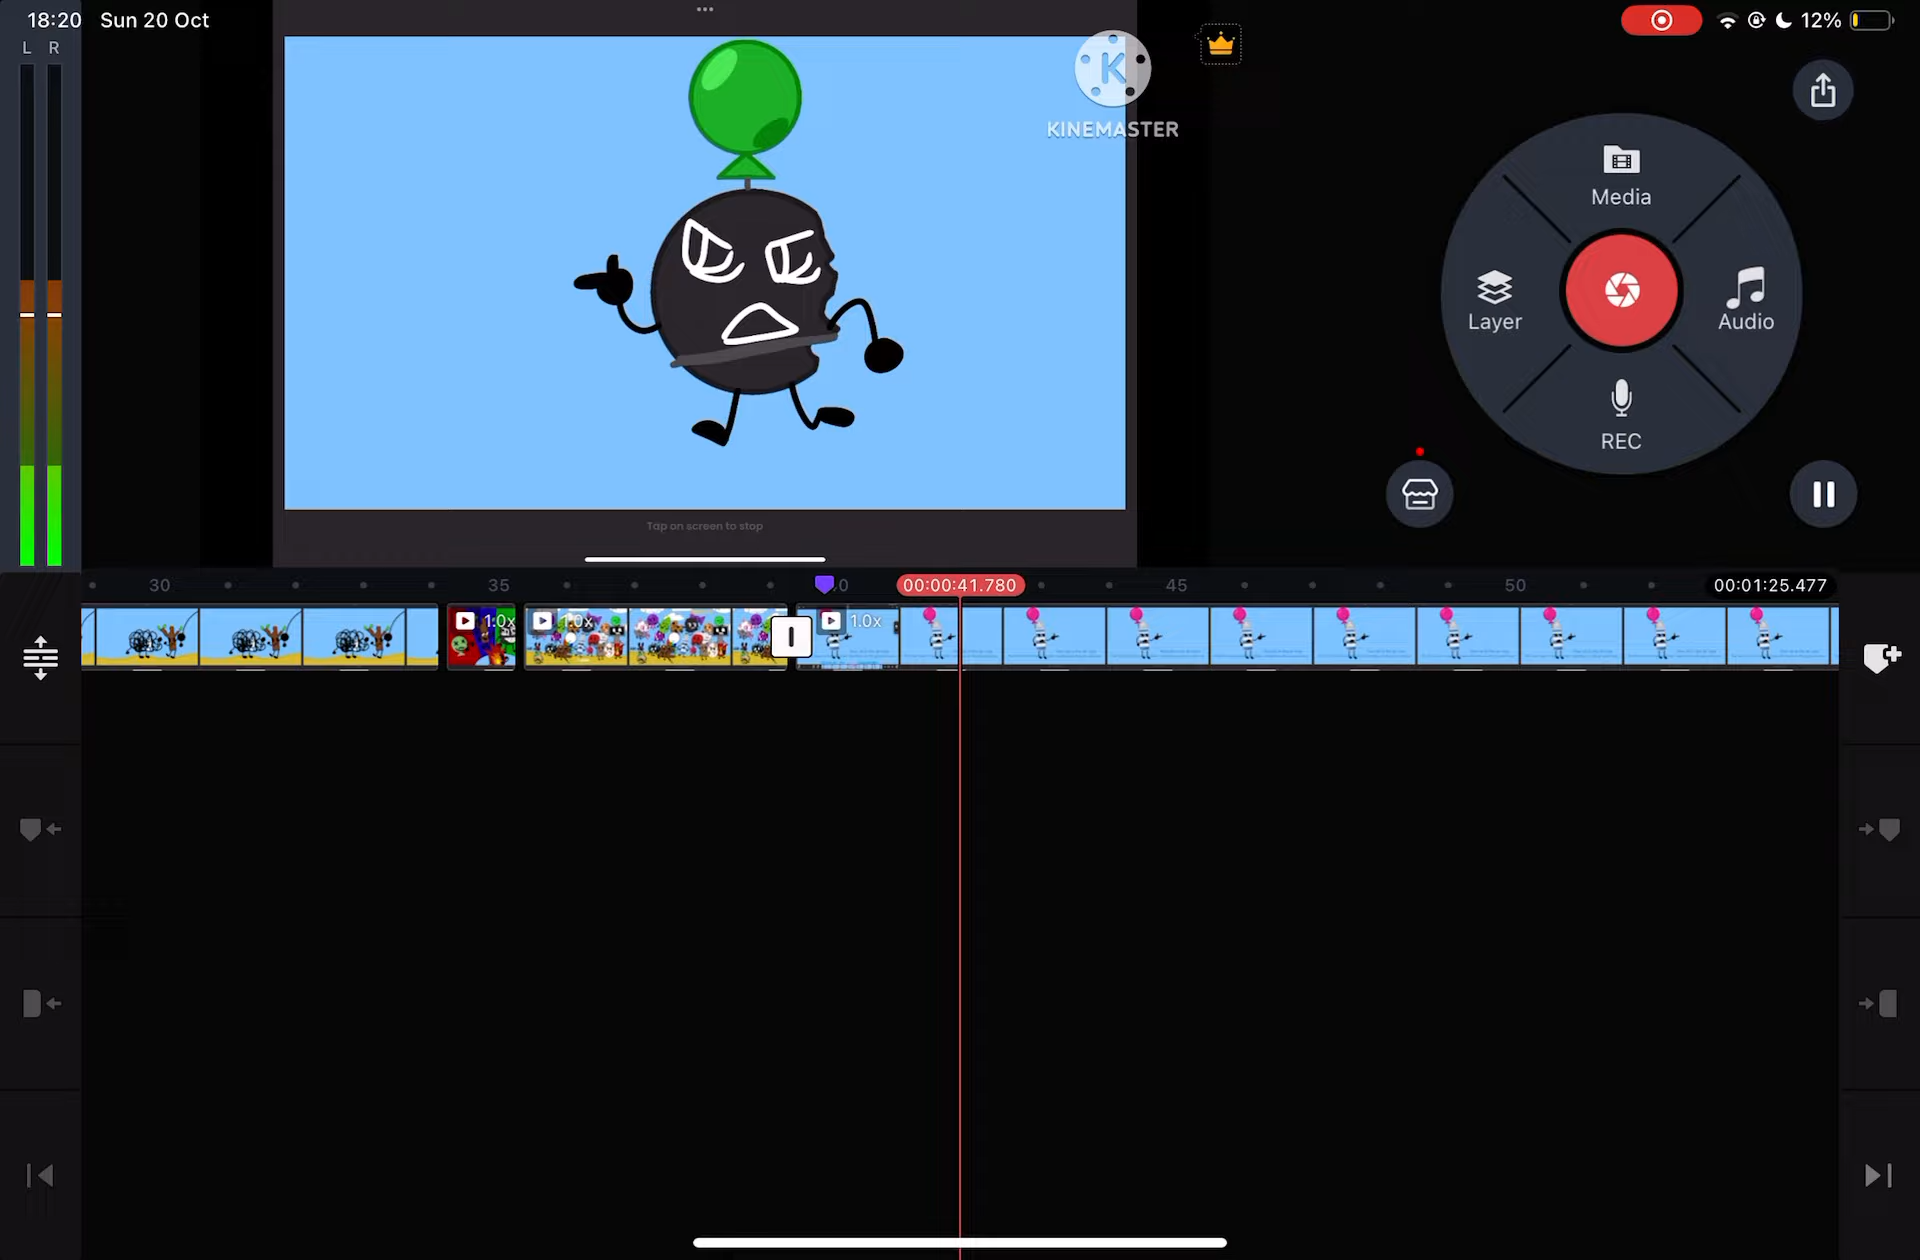 18:20 Sun 20 Oct
12%
L R
K
KINEMASTER
Media
Layer
Audio
REC
Tap on screen to stop
30
35
00:00:41.780
45
50
00:01:25.477
1.0x
1.0x
1.0x